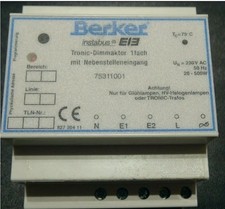 Berker
instabus EIB
Tronic-Dimmaktor 1fach
mit Nebenstelleneingang
75311001
Bereich:
Linie:
TLN-Nr.:
Achtung!
Nur für Glühlampen, HV-Halogenlampen
oder TRONIC-Trafos
N E1 E2 L